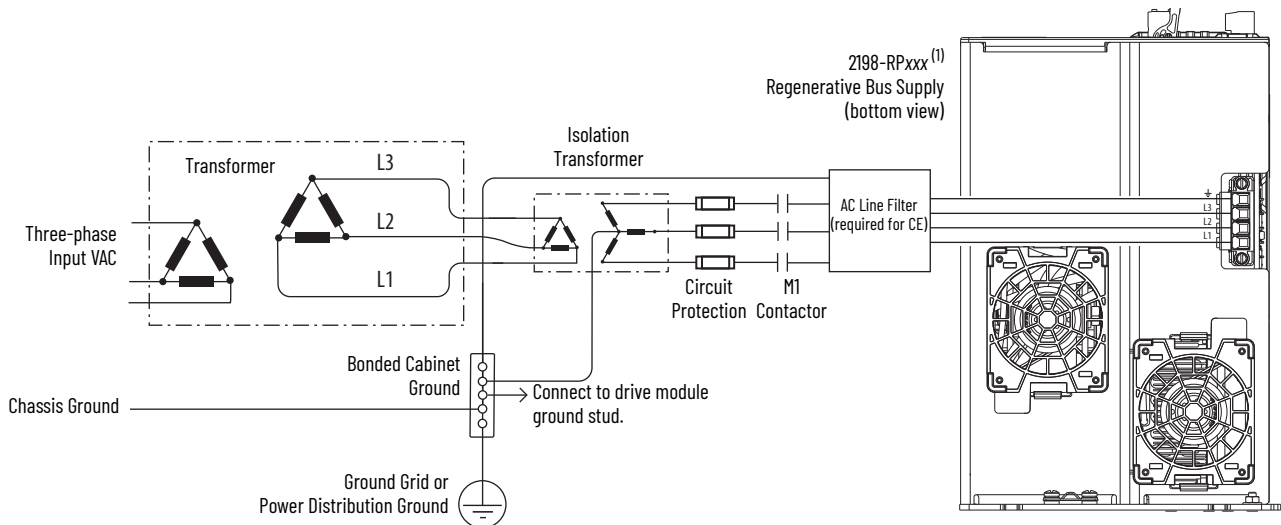 2198-RPxxx (1)
Regenerative Bus Supply
(bottom view)
Isolation
Transformer
Transformer
L3
L2
L1
Three-phase
Input VAC
AC Line Filter
(required for CE)
L3
L2
L1
Circuit
Protection
M1
Contactor
Bonded Cabinet
Ground
Connect to drive module
ground stud.
Chassis Ground
Ground Grid or
Power Distribution Ground